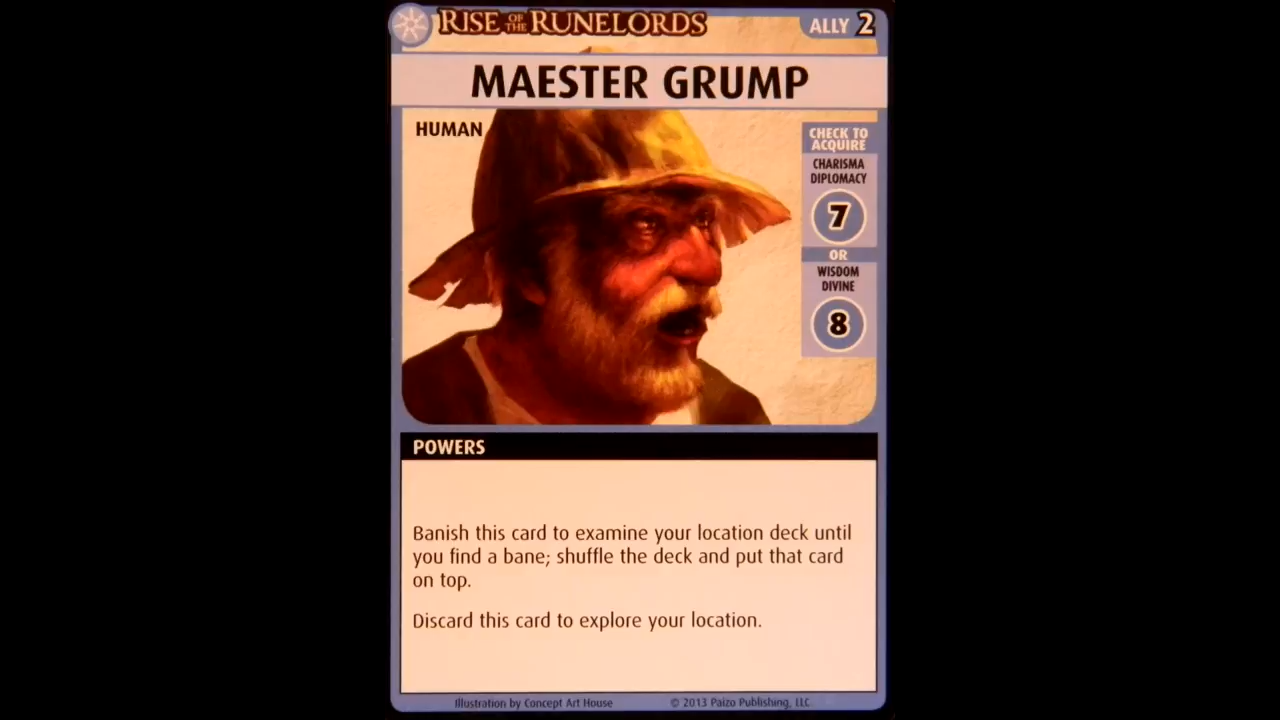 RISE OF THE RUNELORDS
ALLY 2
MAESTER GRUMP
HUMAN
CHECK TO
ACQUIRE
CHARISMA
DIPLOMACY
7
OR
WISDOM
DIVINE
8
POWERS
Banish this card to examine your location deck until
you find a bane; shuffle the deck and put that card
on top.
Discard this card to explore your location.
Illustration by Concept Art House
© 2013 Paizo Publishing, LLC